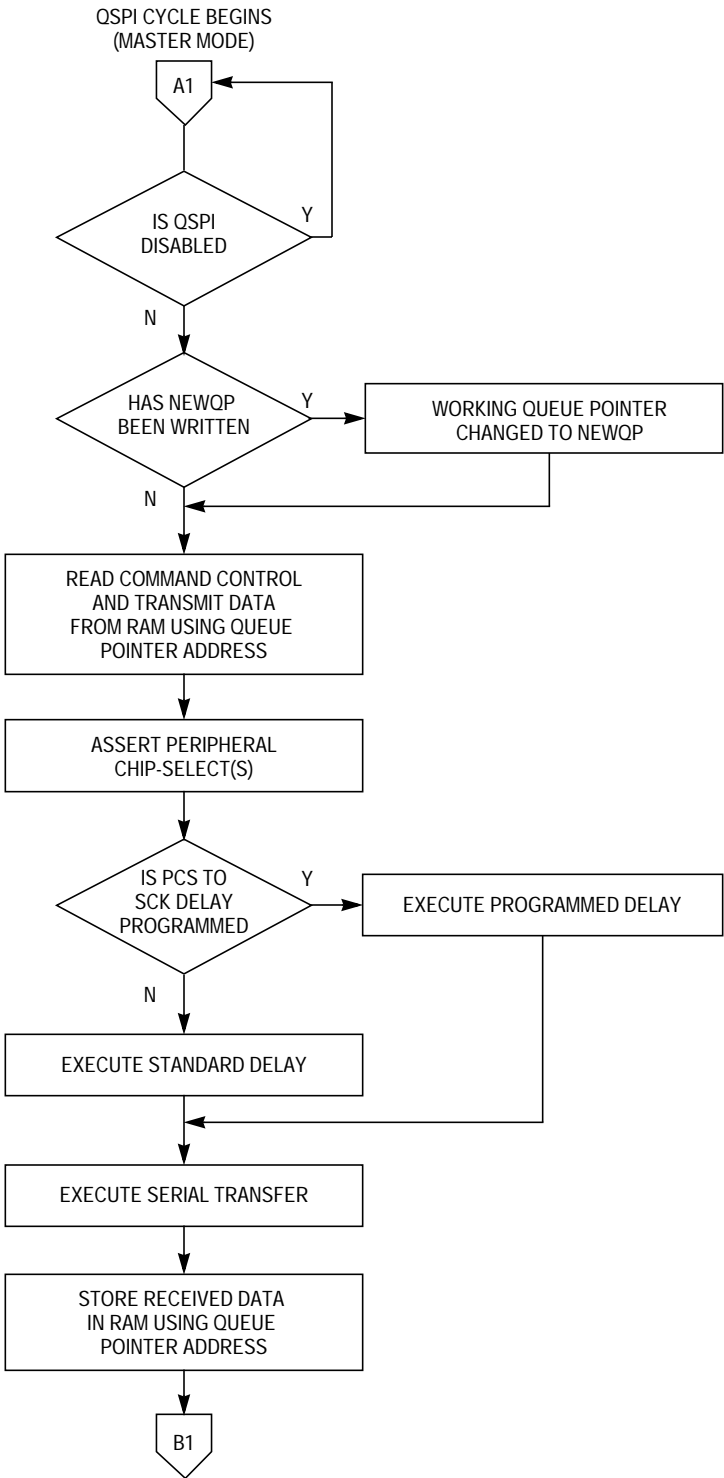 QSPI CYCLE BEGINS
(MASTER MODE)
A1
IS QSPI
DISABLED
Y
N
HAS NEWQP
BEEN WRITTEN
Y
WORKING QUEUE POINTER
CHANGED TO NEWQP
N
READ COMMAND CONTROL
AND TRANSMIT DATA
FROM RAM USING QUEUE
POINTER ADDRESS
ASSERT PERIPHERAL
CHIP-SELECT(S)
IS PCS TO
SCK DELAY
PROGRAMMED
Y
EXECUTE PROGRAMMED DELAY
N
EXECUTE STANDARD DELAY
EXECUTE SERIAL TRANSFER
STORE RECEIVED DATA
IN RAM USING QUEUE
POINTER ADDRESS
B1